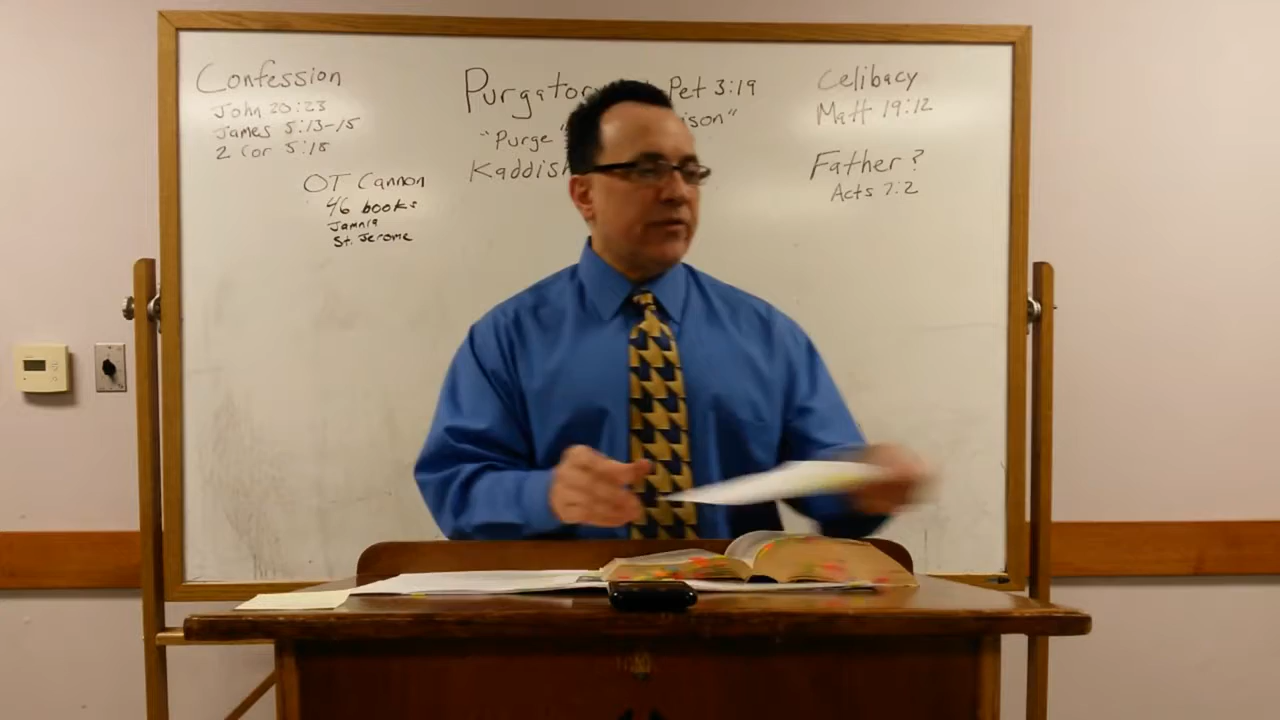 Confession
John 20:23
James 5:13-15
2 Cor 5:18
OT Cannon
46 books
Jamnia
St. Jerome
Purgator Pet 3:19
"Purge ison"
Kaddish
Celibacy
Matt 19:12
Father?
Acts 7:2